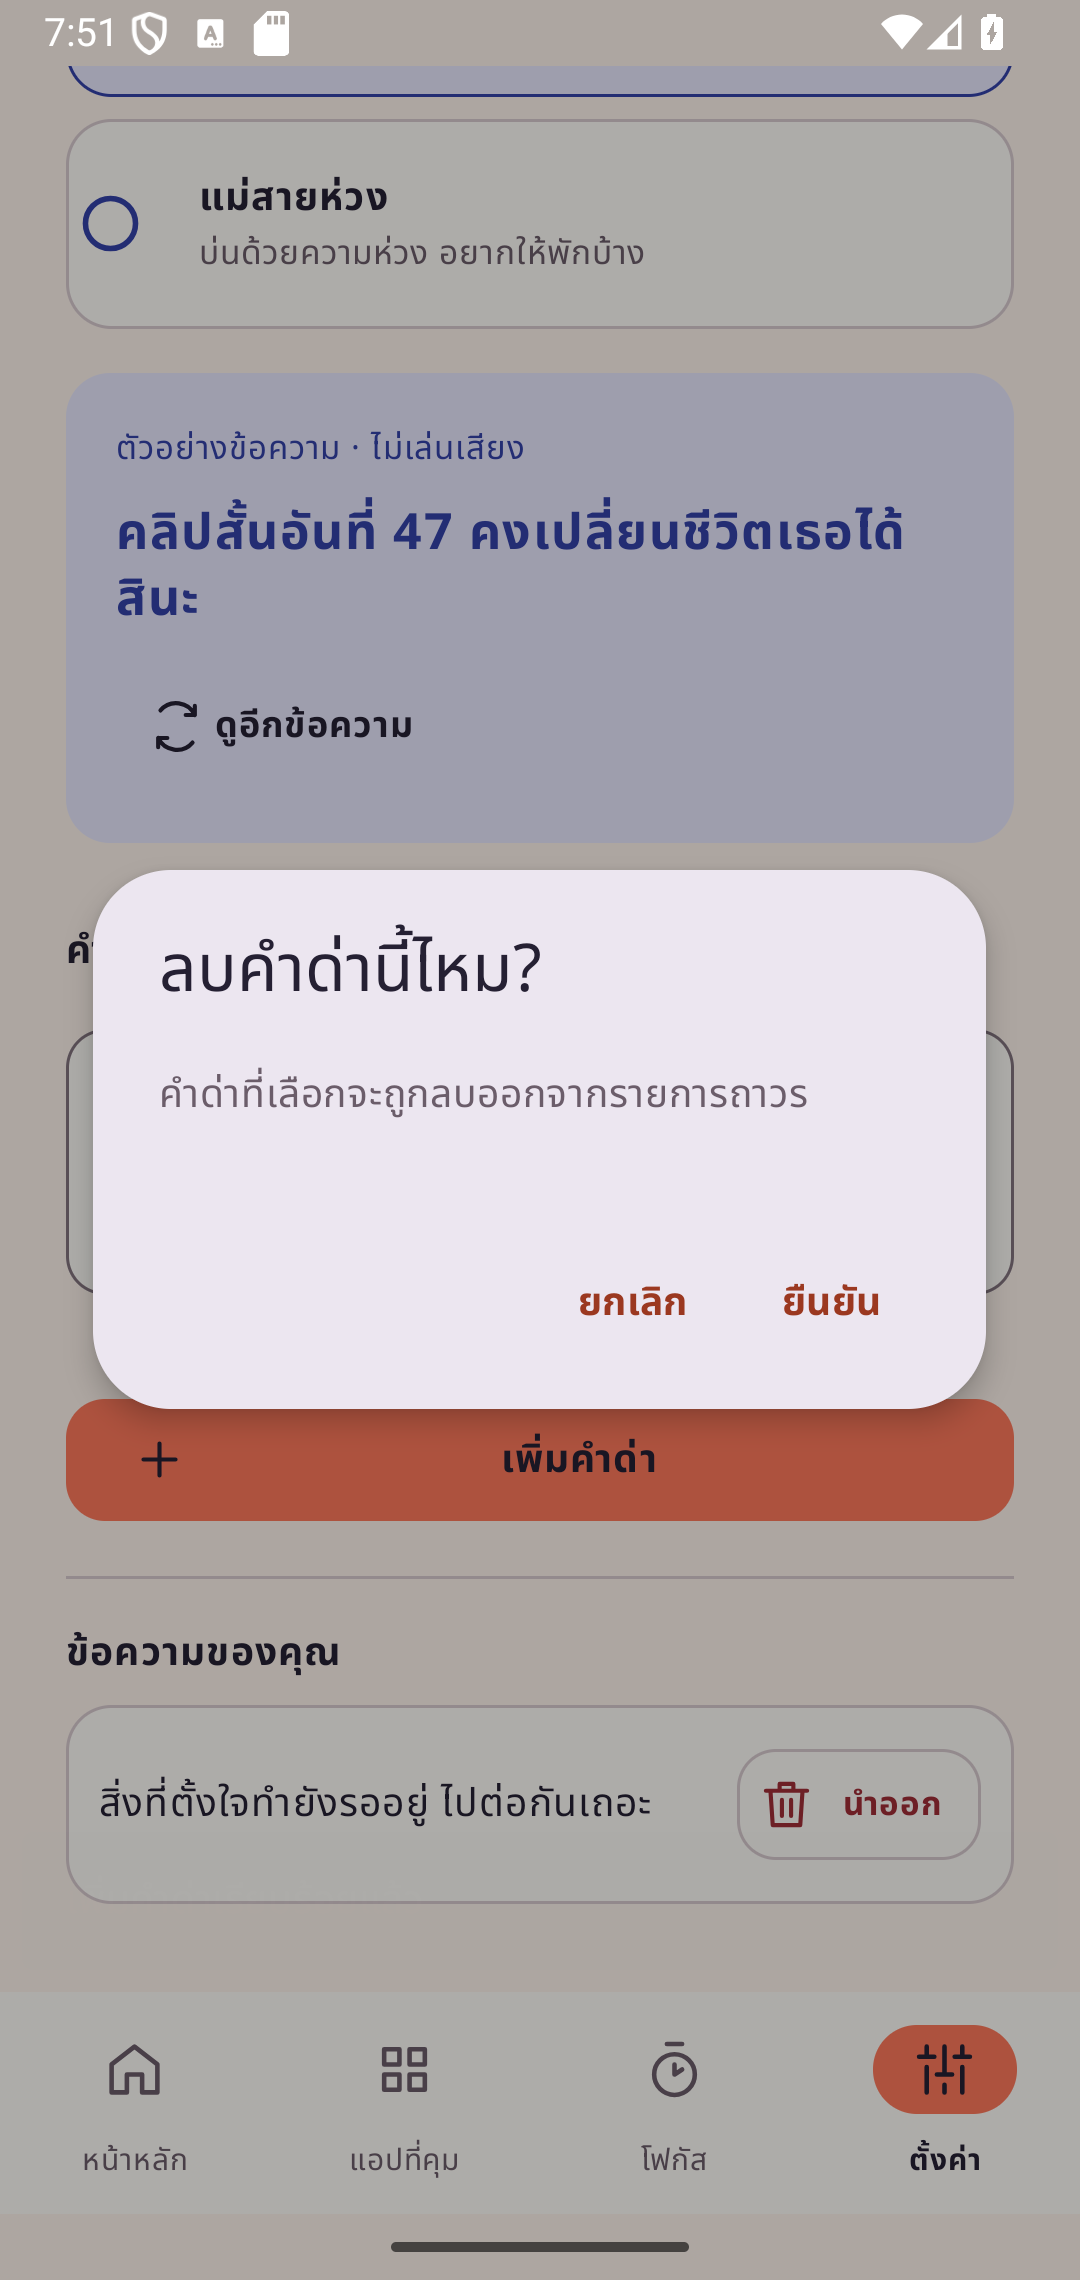 7:51
แม่สายห่วง
บ่นด้วยความห่วง อยากให้พักบ้าง
ตัวอย่างข้อความ · ไม่เล่นเสียง
คลิปสั้นอันที่ 47 คงเปลี่ยนชีวิตเธอได้
สินะ
ดูอีกข้อความ
ลบคำด่านี้ไหม?
คำด่าที่เลือกจะถูกลบออกจากรายการถาวร
ยกเลิก ยืนยัน
เพิ่มคำด่า
ข้อความของคุณ
สิ่งที่ตั้งใจทำยังรออยู่ ไปต่อกันเถอะ นำออก
หน้าหลัก แอปที่คุม โฟกัส ตั้งค่า